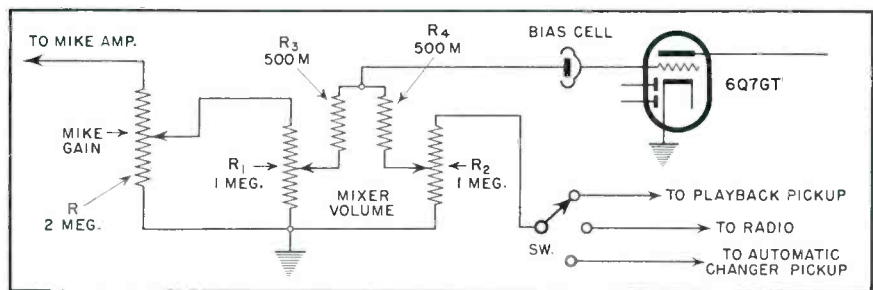 TO MIKE AMP.
R3
500 M
R4
500 M
BIAS CELL
6Q7GT
MIKE
GAIN
R1
1 MEG.
R2
1 MEG.
MIXER
VOLUME
R
2 MEG.
SW.
TO PLAYBACK PICKUP
TO RADIO
TO AUTOMATIC
CHANGER PICKUP